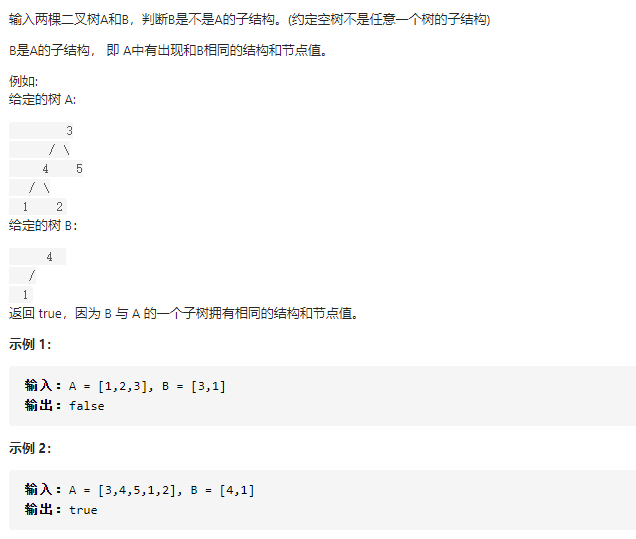 输入两棵二叉树A和B，判断B是不是A的子结构。(约定空树不是任意一个树的子结构)
B是A的子结构， 即 A中有出现和B相同的结构和节点值。
例如:
给定的树 A:
3
/ \
4 5
/ \
1 2
给定的树 B：
4
/
1
返回 true，因为 B 与 A 的一个子树拥有相同的结构和节点值。
示例 1：
输入：A = [1,2,3], B = [3,1]
输出：false
示例 2：
输入：A = [3,4,5,1,2], B = [4,1]
输出：true